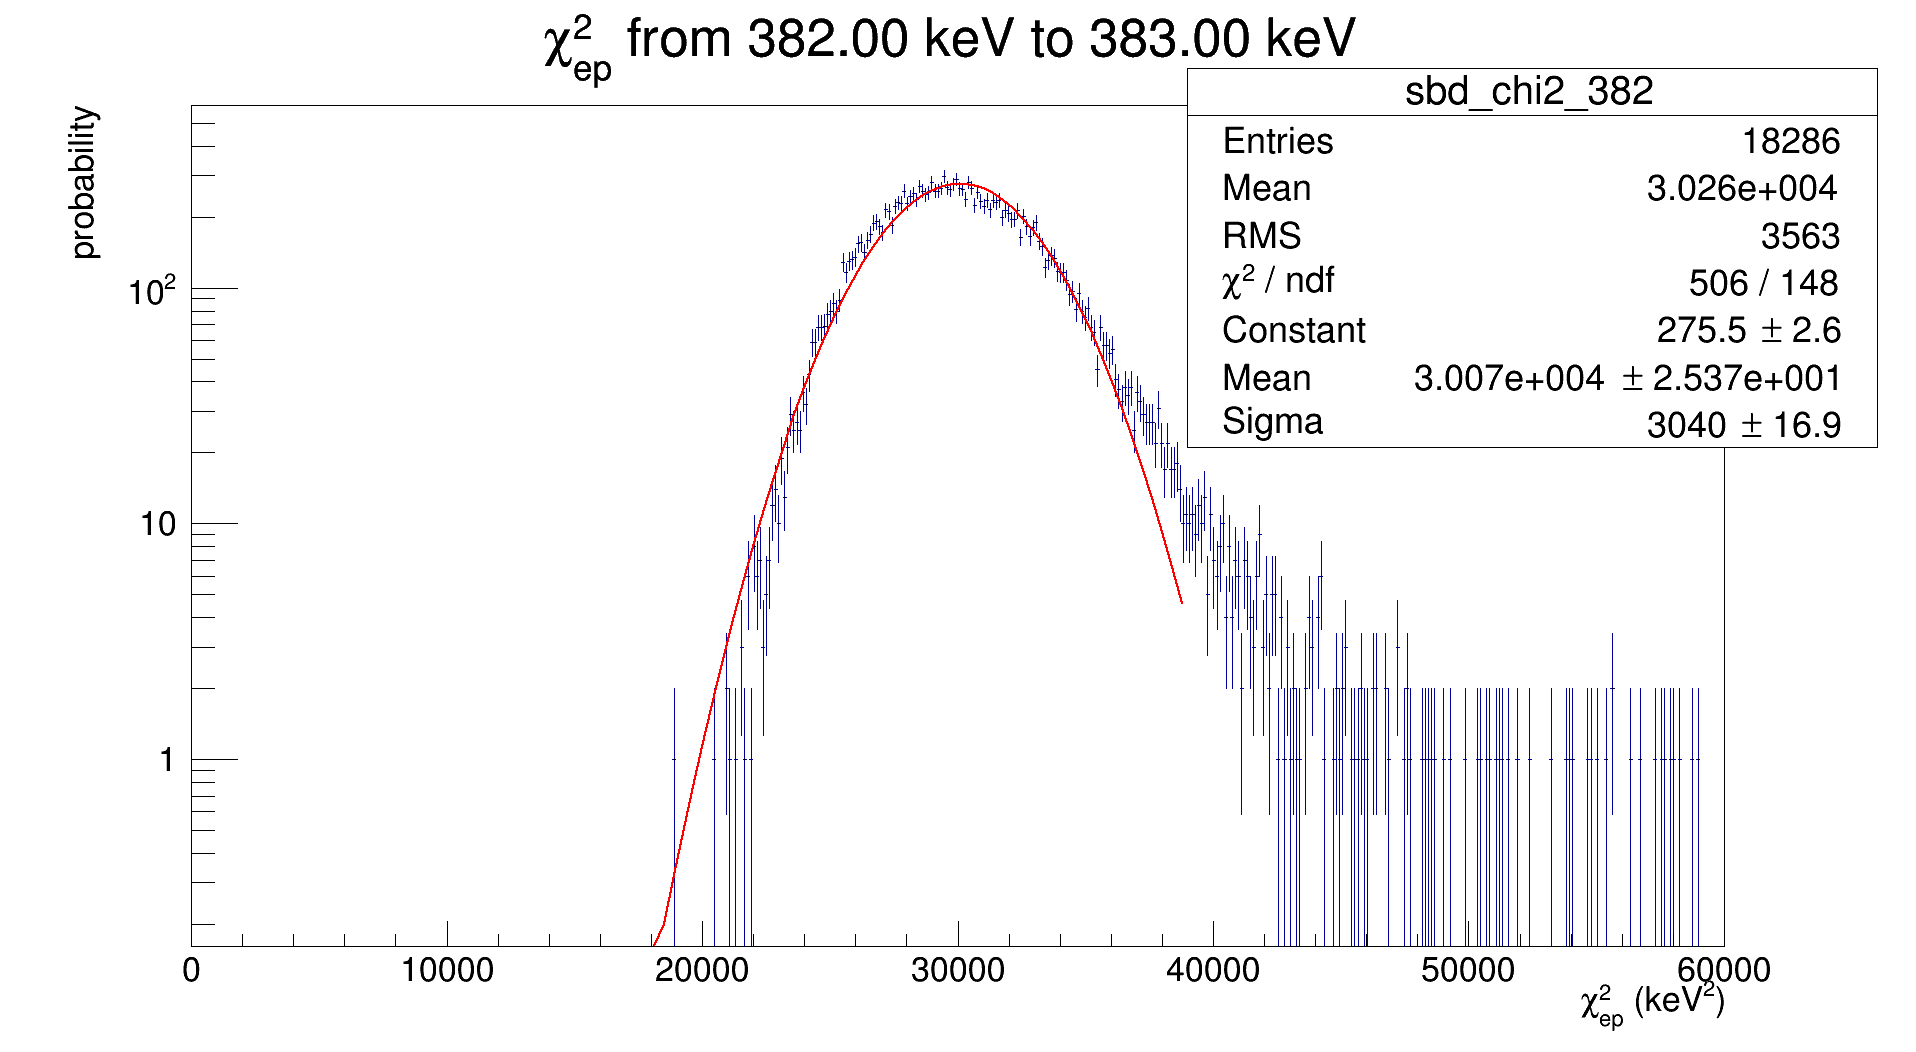 χ²ep from 382.00 keV to 383.00 keV
sbd_chi2_382
Entries 18286
Mean 3.026e+004
RMS 3563
χ² / ndf 506 / 148
Constant 275.5 ± 2.6
Mean 3.007e+004 ± 2.537e+001
Sigma 3040 ± 16.9
probability
10²
10
1
0 10000 20000 30000 40000 50000 60000
χ²ep (keV²)